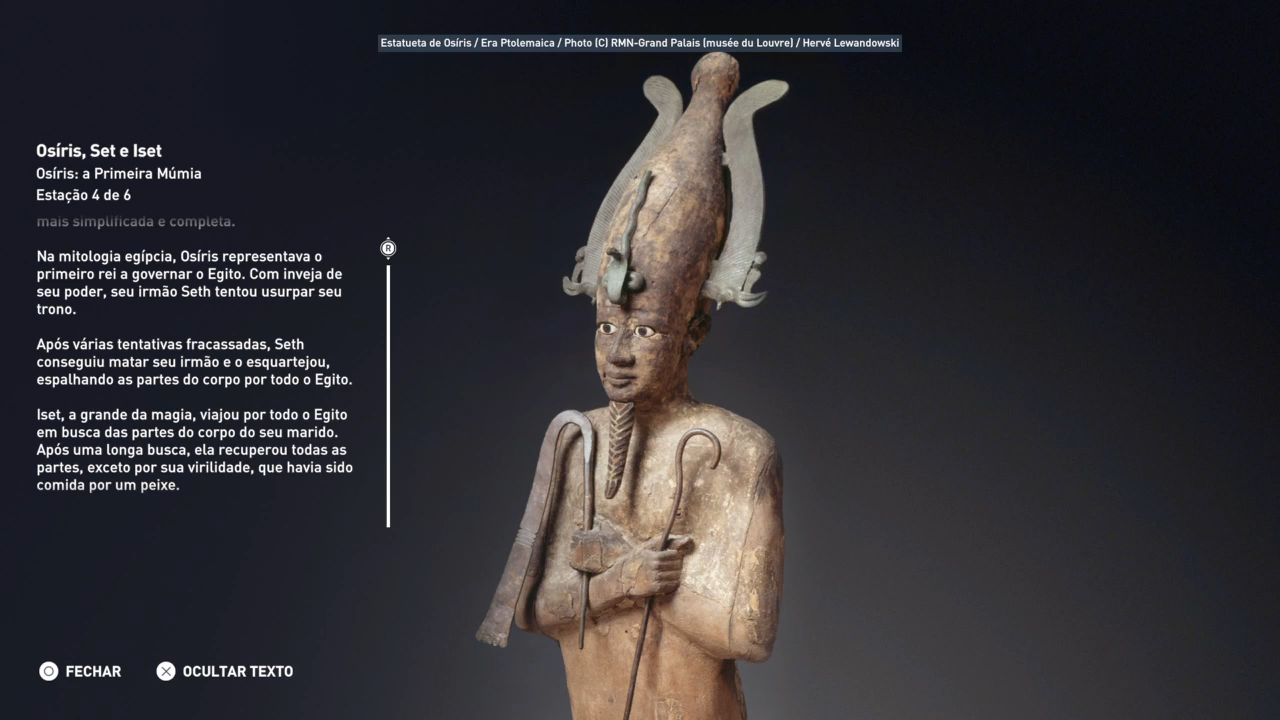 Estatueta de Osíris / Era Ptolemaica / Photo (C) RMN-Grand Palais (musée du Louvre) / Hervé Lewandowski
Osíris, Set e Iset
Osíris: a Primeira Múmia
Estação 4 de 6
mais simplificada e completa.
Na mitologia egípcia, Osíris representava o
primeiro rei a governar o Egito. Com inveja de
seu poder, seu irmão Seth tentou usurpar seu
trono.
Após várias tentativas fracassadas, Seth
conseguiu matar seu irmão e o esquartejou,
espalhando as partes do corpo por todo o Egito.
Iset, a grande da magia, viajou por todo o Egito
em busca das partes do corpo do seu marido.
Após uma longa busca, ela recuperou todas as
partes, exceto por sua virilidade, que havia sido
comida por um peixe.
R
FECHAR
OCULTAR TEXTO